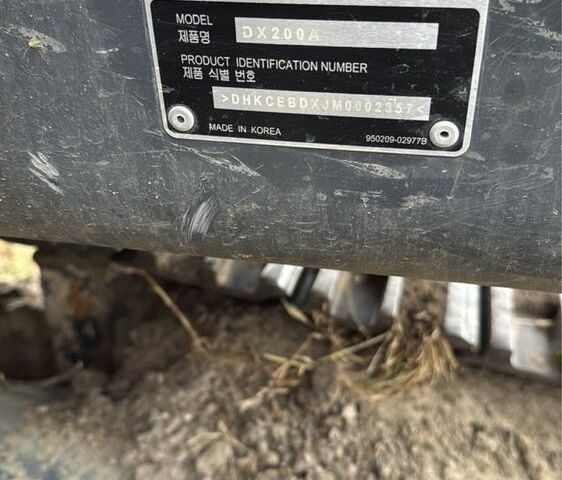 MODEL
제품명
DX200A
PRODUCT IDENTIFICATION NUMBER
제품 식별 번호
>DHKCEBDXJM0002357<
MADE IN KOREA
950209-02977B